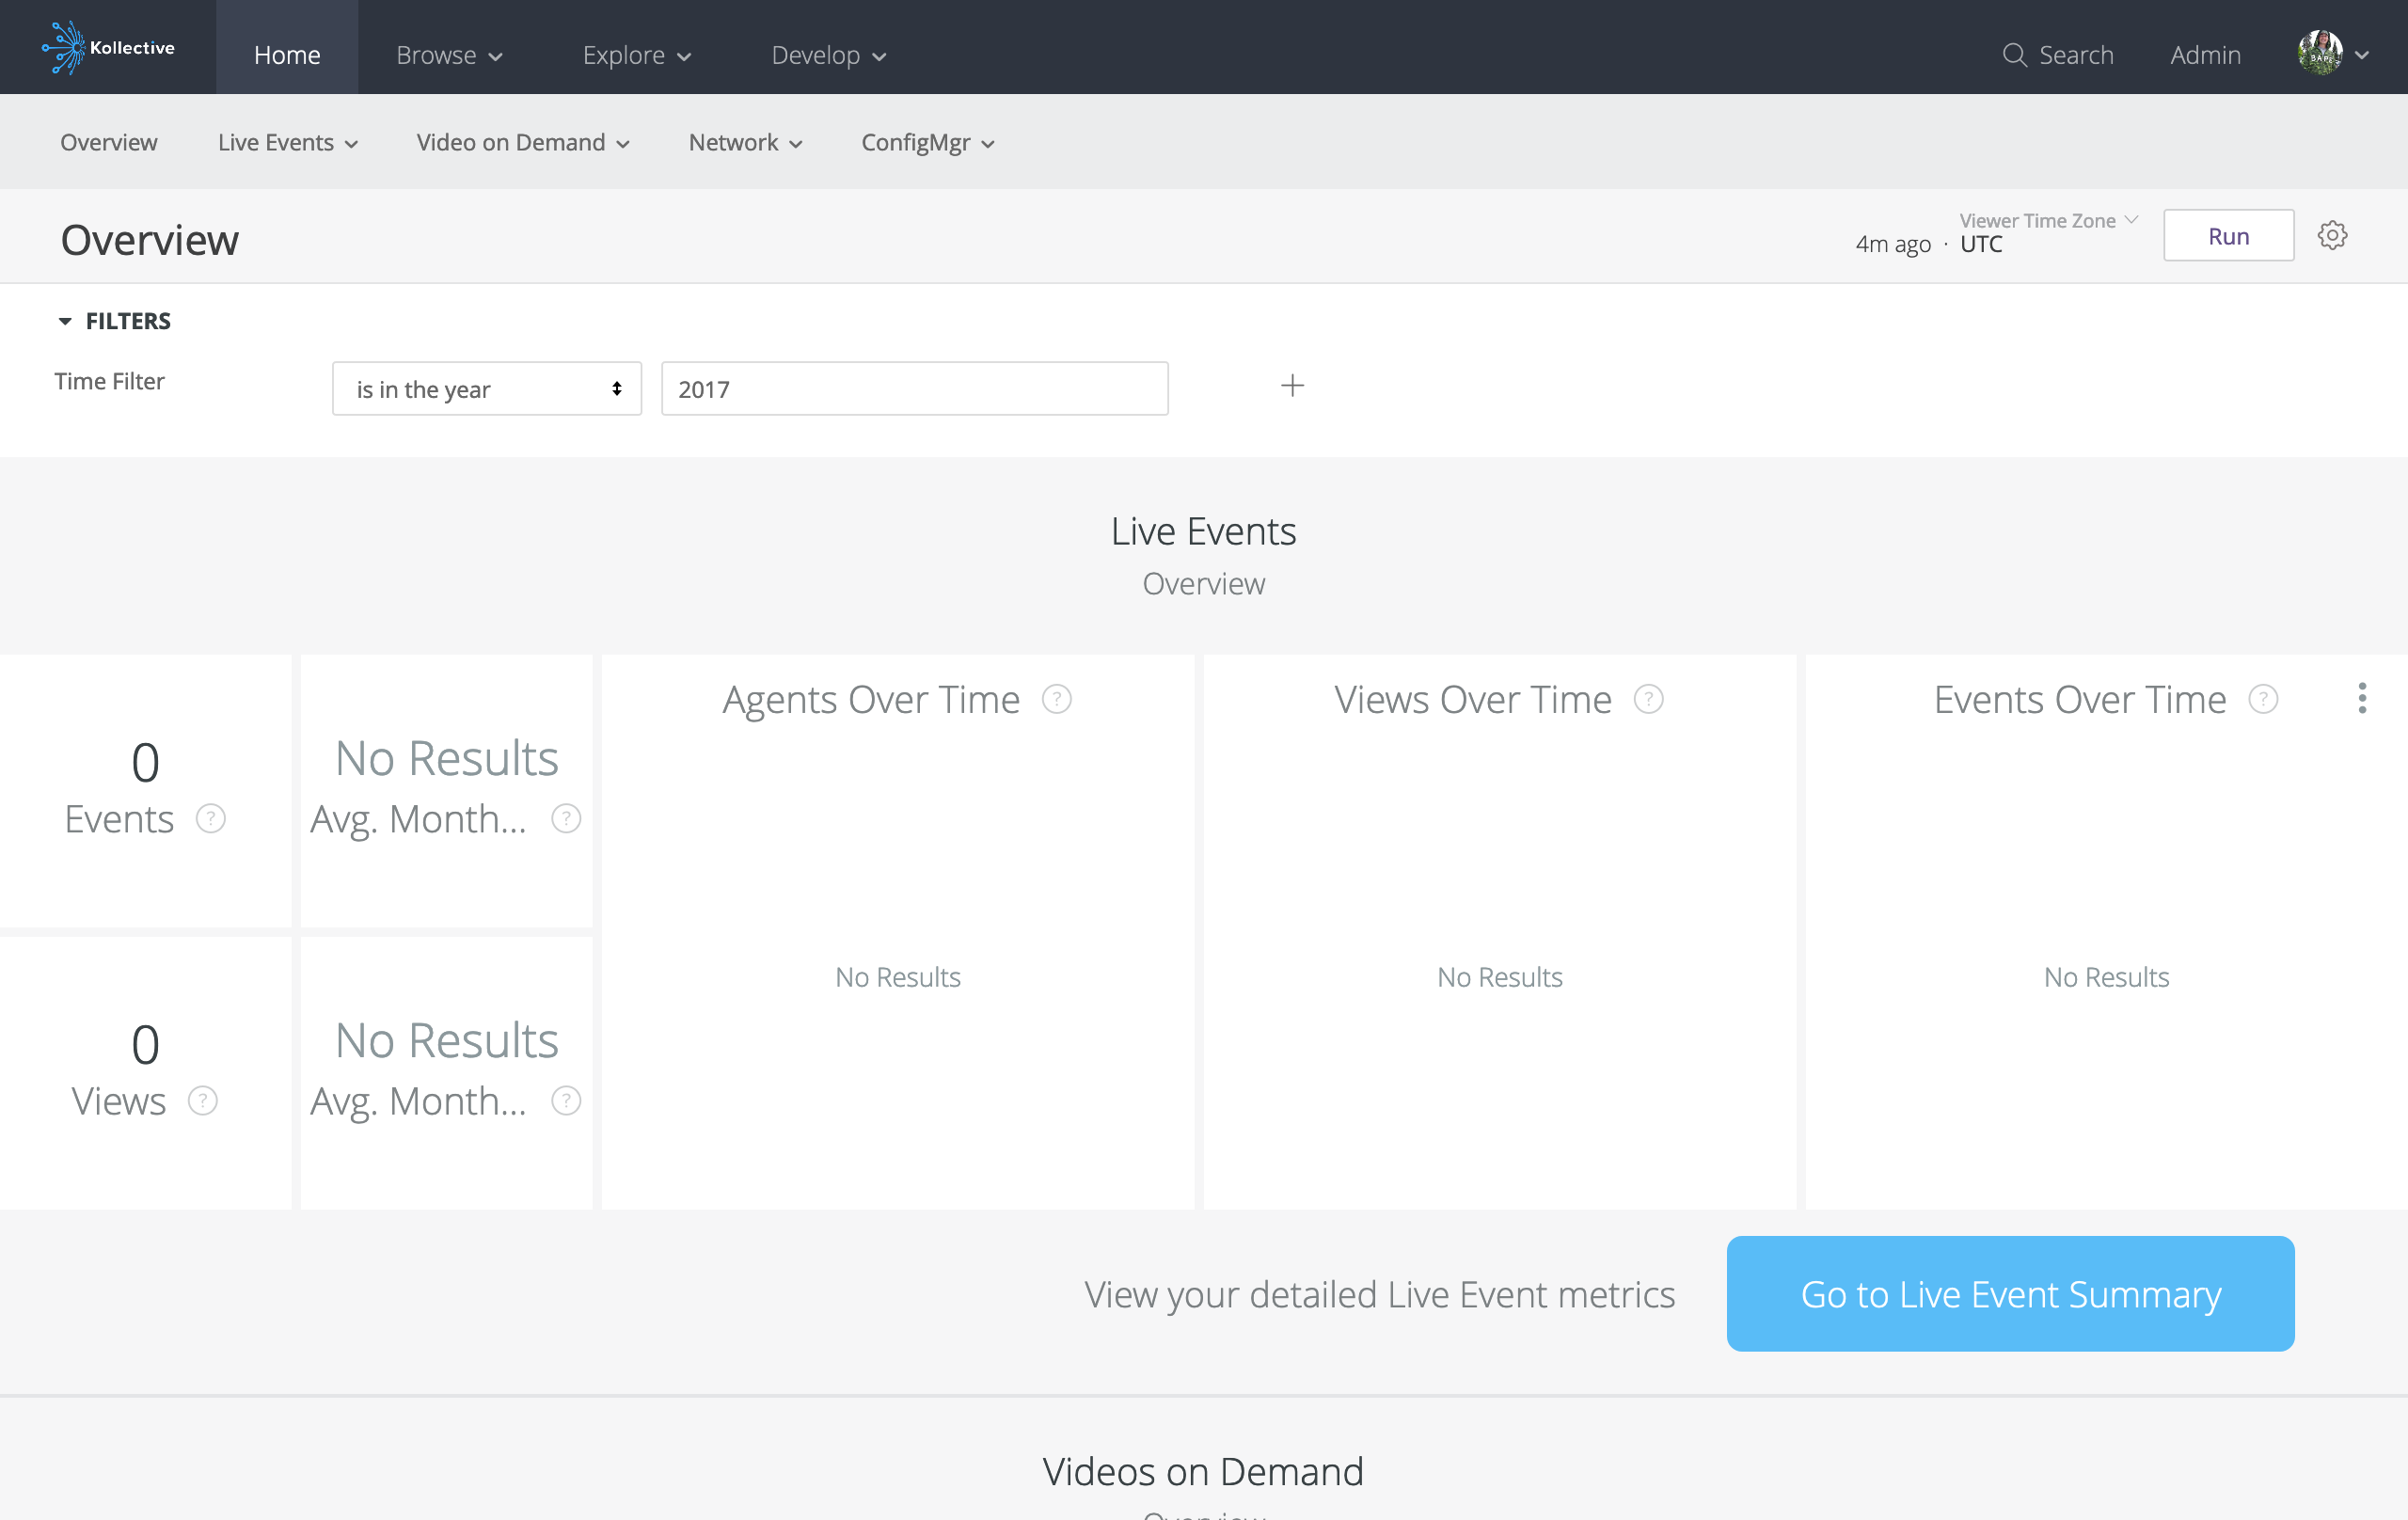 Kollective
Home
Browse
Explore
Develop
Search
Admin
Overview
Live Events
Video on Demand
Network
ConfigMgr
Overview
Viewer Time Zone
4m ago · UTC
Run
FILTERS
Time Filter
is in the year
2017
Live Events
Overview
0
Events ?
No Results
Avg. Month... ?
0
Views ?
No Results
Avg. Month... ?
Agents Over Time ?
No Results
Views Over Time ?
No Results
Events Over Time ?
No Results
View your detailed Live Event metrics
Go to Live Event Summary
Videos on Demand